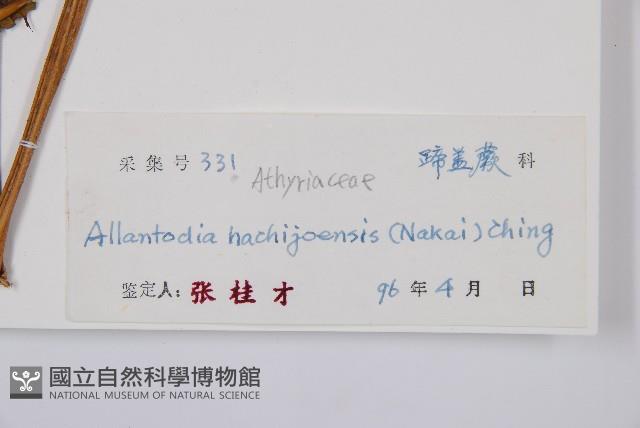 采集号 331 蹄盖蕨 科
Athyriaceae
Allantodia hachijoensis (Nakai) Ching
鉴定人: 张桂才 96 年 4 月 日
國立自然科學博物館
NATIONAL MUSEUM OF NATURAL SCIENCE